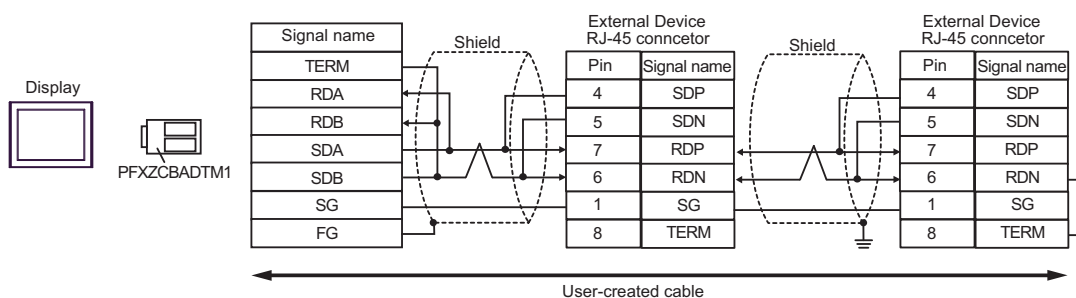 Display
PFXZCBADTM1
Signal name
TERM
RDA
RDB
SDA
SDB
SG
FG
Shield
External Device
RJ-45 conncetor
Pin Signal name
4 SDP
5 SDN
7 RDP
6 RDN
1 SG
8 TERM
Shield
External Device
RJ-45 conncetor
Pin Signal name
4 SDP
5 SDN
7 RDP
6 RDN
1 SG
8 TERM
User-created cable